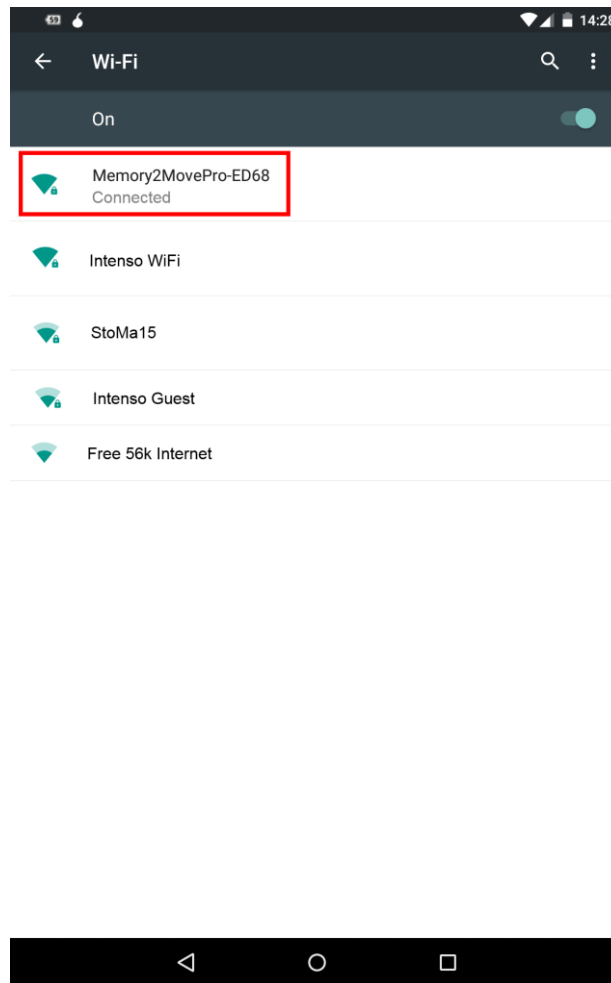 14:28
Wi-Fi
On
Memory2MovePro-ED68
Connected
Intenso WiFi
StoMa15
Intenso Guest
Free 56k Internet